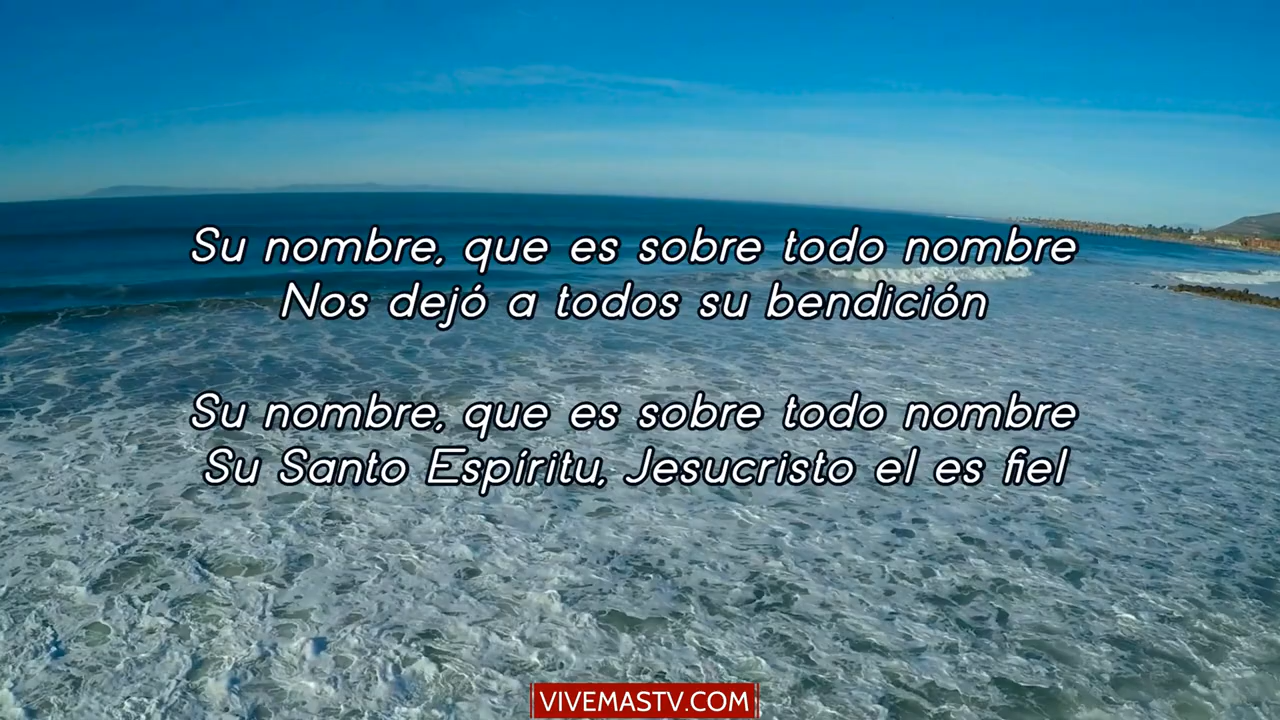 Su nombre, que es sobre todo nombre
Nos dejó a todos su bendición
Su nombre, que es sobre todo nombre
Su Santo Espíritu, Jesucristo el es fiel
VIVEMASTV.COM